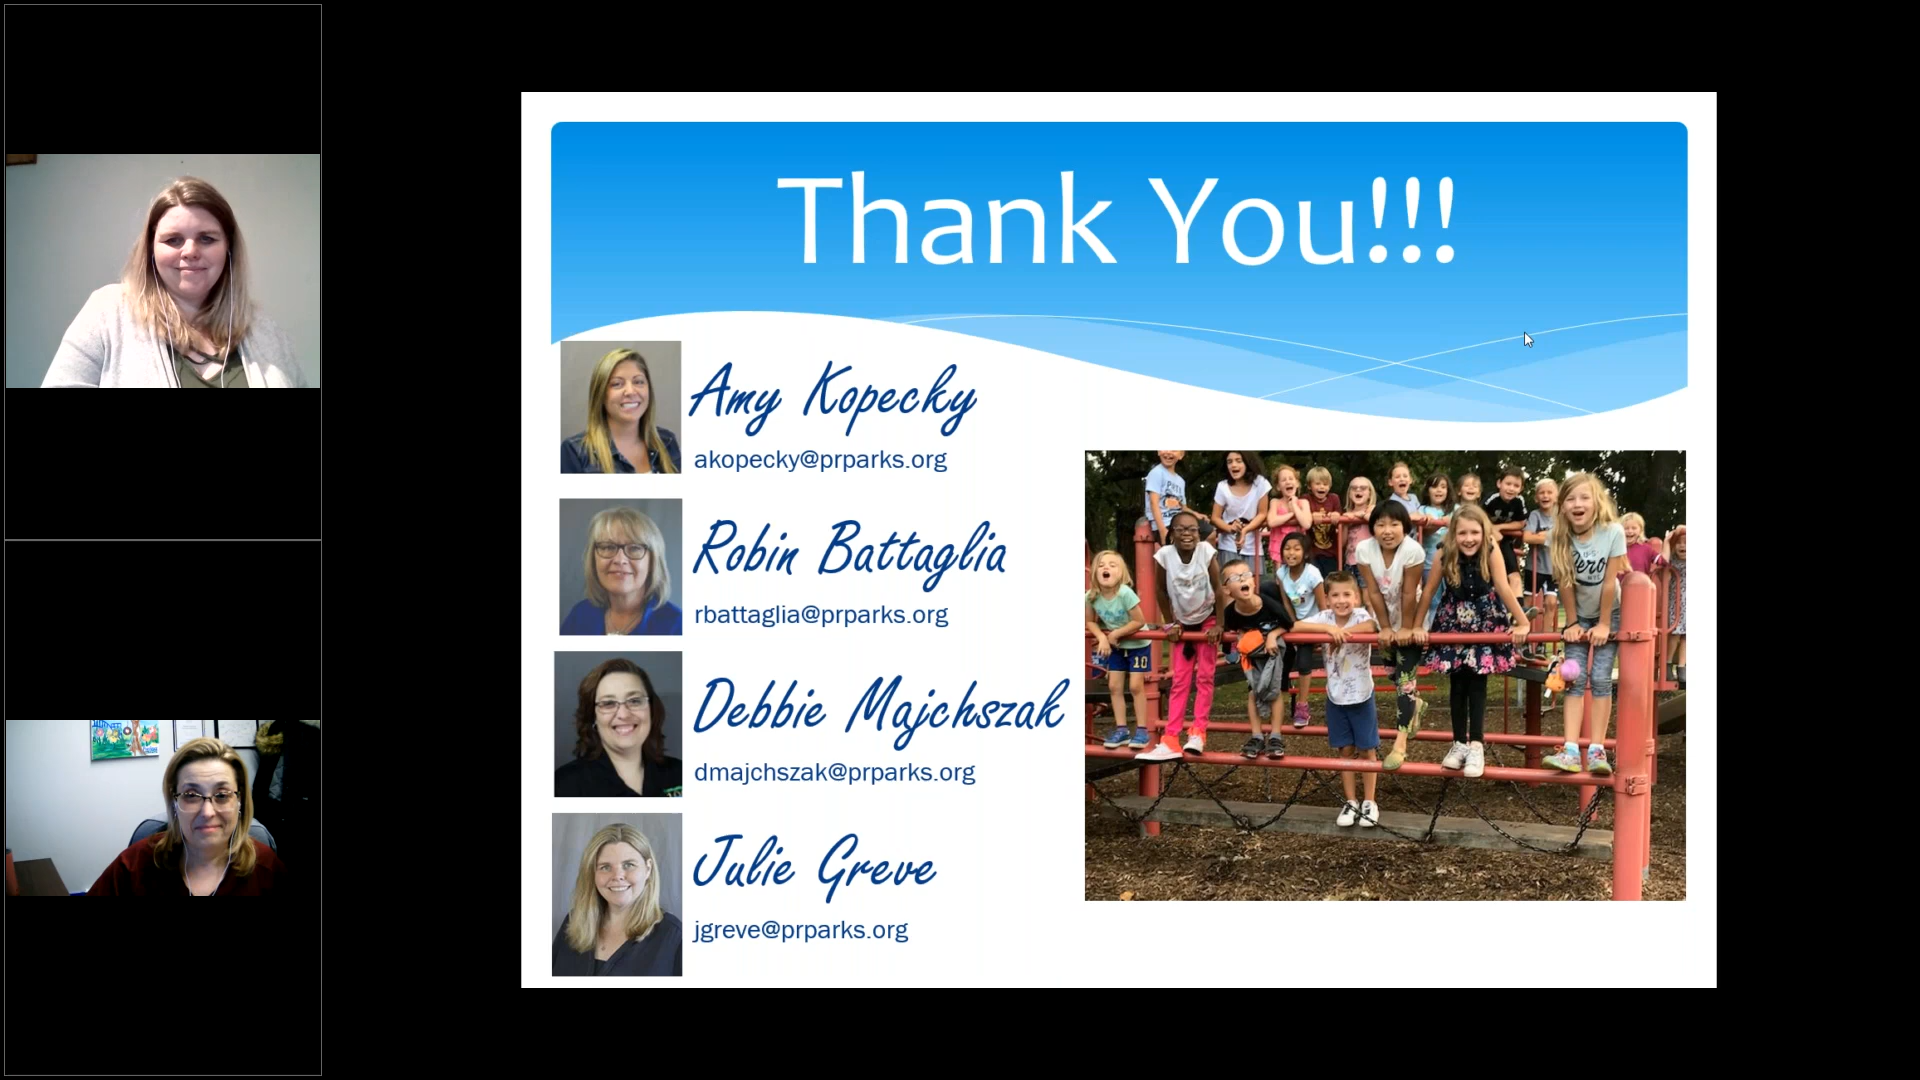 Thank You!!!
Amy Kopecky
akopecky@prparks.org
Robin Battaglia
rbattaglia@prparks.org
Debbie Majchszak
dmajchszak@prparks.org
Julie Greve
jgreve@prparks.org
10